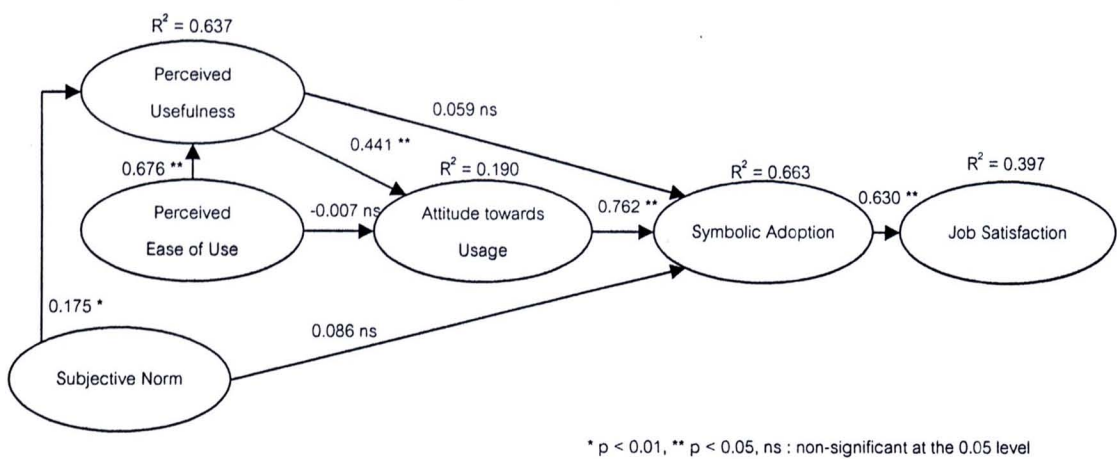 R² = 0.637
Perceived
Usefulness
0.059 ns
0.441 **
0.676 **
R² = 0.190
R² = 0.663
R² = 0.397
Perceived
Ease of Use
-0.007 ns
Attitude towards
Usage
0.762 **
Symbolic Adoption
0.630 **
Job Satisfaction
0.175 *
0.086 ns
Subjective Norm
* p < 0.01, ** p < 0.05, ns : non-significant at the 0.05 level